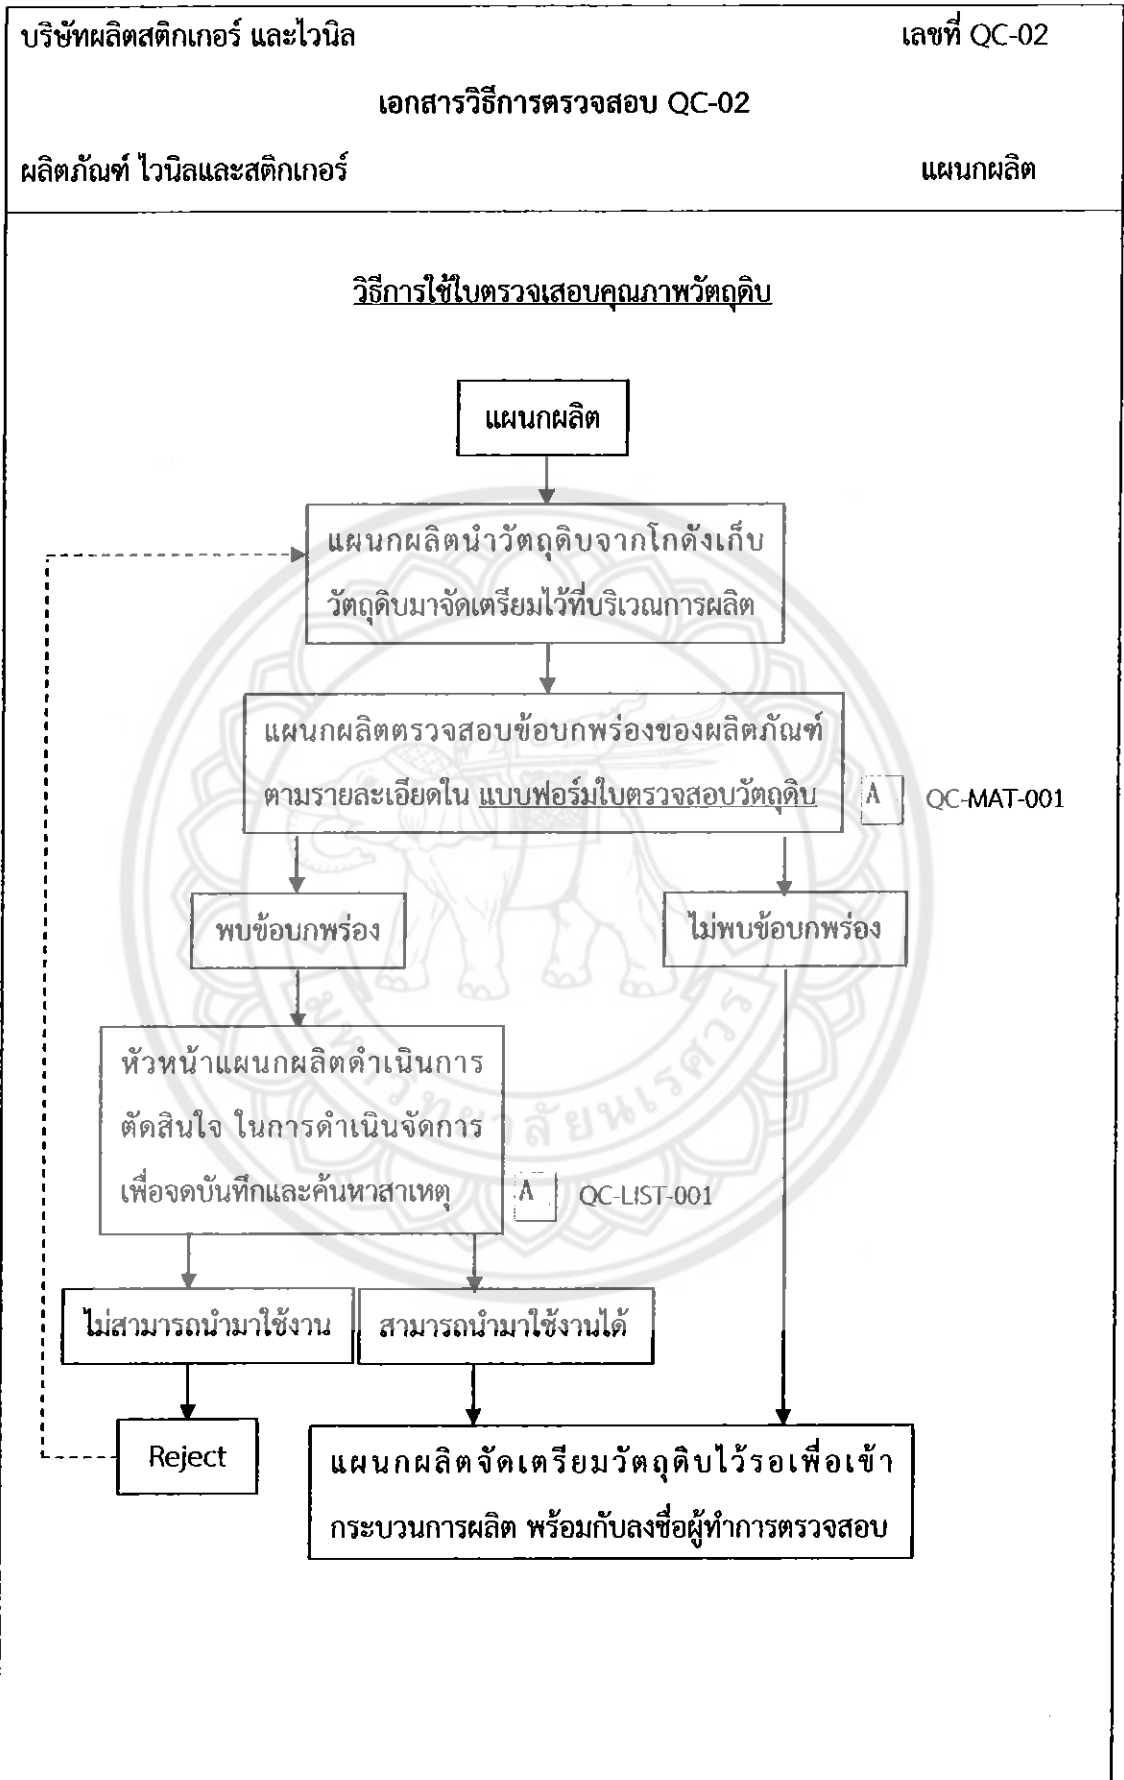 บริษัทผลิตสติกเกอร์ และไวนิล
เลขที่ QC-02
เอกสารวิธีการตรวจสอบ QC-02
ผลิตภัณฑ์ ไวนิลและสติกเกอร์
แผนกผลิต
วิธีการใช้ใบตรวจเสอบคุณภาพวัตถุดิบ
แผนกผลิต
แผนกผลิตนำวัตถุดิบจากโกดังเก็บ
วัตถุดิบมาจัดเตรียมไว้ที่บริเวณการผลิต
แผนกผลิตตรวจสอบข้อบกพร่องของผลิตภัณฑ์
ตามรายละเอียดใน แบบฟอร์มใบตรวจสอบวัตถุดิบ
A QC-MAT-001
พบข้อบกพร่อง
ไม่พบข้อบกพร่อง
หัวหน้าแผนกผลิตดำเนินการ
ตัดสินใจ ในการดำเนินจัดการ
เพื่อจดบันทึกและค้นหาสาเหตุ
A QC-LIST-001
ไม่สามารถนำมาใช้งาน
สามารถนำมาใช้งานได้
Reject
แผนกผลิตจัดเตรียมวัตถุดิบไว้รอเพื่อเข้า
กระบวนการผลิต พร้อมกับลงชื่อผู้ทำการตรวจสอบ
มหาวิทยาลัยนเรศวร